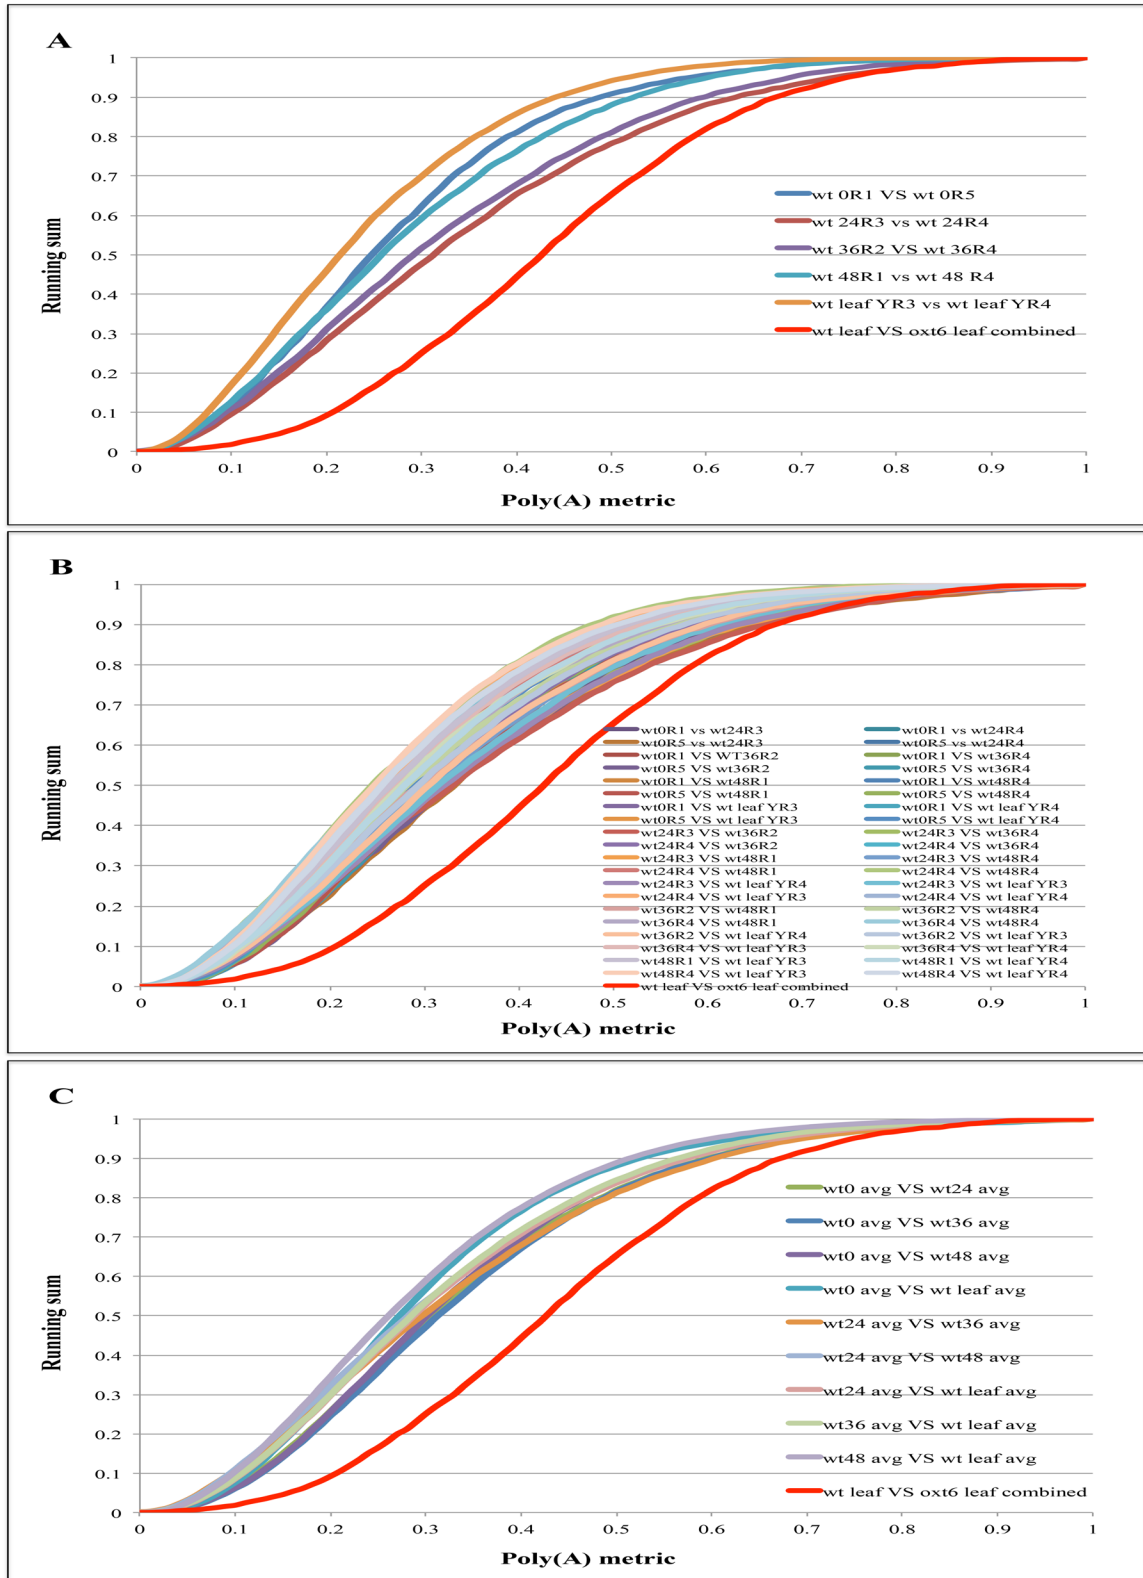 A
1
0.9
0.8
0.7
0.6
0.5
0.4
0.3
0.2
0.1
0
Running sum
wt 0R1 VS wt 0R5
wt 24R3 vs wt 24R4
wt 36R2 VS wt 36R4
wt 48R1 vs wt 48 R4
wt leaf YR3 vs wt leaf YR4
wt leaf VS oxt6 leaf combined
0 0.1 0.2 0.3 0.4 0.5 0.6 0.7 0.8 0.9 1
Poly(A) metric
B
1
0.9
0.8
0.7
0.6
0.5
0.4
0.3
0.2
0.1
0
Running sum
wt0R1 vs wt24R3 wt0R1 vs wt24R4
wt0R5 vs wt24R3 wt0R5 vs wt24R4
wt0R1 VS WT36R2 wt0R1 VS wt36R4
wt0R5 VS wt36R2 wt0R5 VS wt36R4
wt0R1 VS wt48R1 wt0R1 VS wt48R4
wt0R5 VS wt48R1 wt0R5 VS wt48R4
wt0R1 VS wt leaf YR3 wt0R1 VS wt leaf YR4
wt0R5 VS wt leaf YR3 wt0R5 VS wt leaf YR4
wt24R3 VS wt36R2 wt24R3 VS wt36R4
wt24R4 VS wt36R2 wt24R4 VS wt36R4
wt24R3 VS wt48R1 wt24R3 VS wt48R4
wt24R4 VS wt48R1 wt24R4 VS wt48R4
wt24R3 VS wt leaf YR4 wt24R3 VS wt leaf YR3
wt24R4 VS wt leaf YR3 wt24R4 VS wt leaf YR4
wt36R2 VS wt48R1 wt36R2 VS wt48R4
wt36R4 VS wt48R1 wt36R4 VS wt48R4
wt36R2 VS wt leaf YR4 wt36R2 VS wt leaf YR3
wt36R4 VS wt leaf YR3 wt36R4 VS wt leaf YR4
wt48R1 VS wt leaf YR3 wt48R1 VS wt leaf YR4
wt48R4 VS wt leaf YR3 wt48R4 VS wt leaf YR4
wt leaf VS oxt6 leaf combined
0 0.1 0.2 0.3 0.4 0.5 0.6 0.7 0.8 0.9 1
Poly(A) metric
C
1
0.9
0.8
0.7
0.6
0.5
0.4
0.3
0.2
0.1
0
Running sum
wt0 avg VS wt24 avg
wt0 avg VS wt36 avg
wt0 avg VS wt48 avg
wt0 avg VS wt leaf avg
wt24 avg VS wt36 avg
wt24 avg VS wt48 avg
wt24 avg VS wt leaf avg
wt36 avg VS wt leaf avg
wt48 avg VS wt leaf avg
wt leaf VS oxt6 leaf combined
0 0.1 0.2 0.3 0.4 0.5 0.6 0.7 0.8 0.9 1
Poly(A) metric